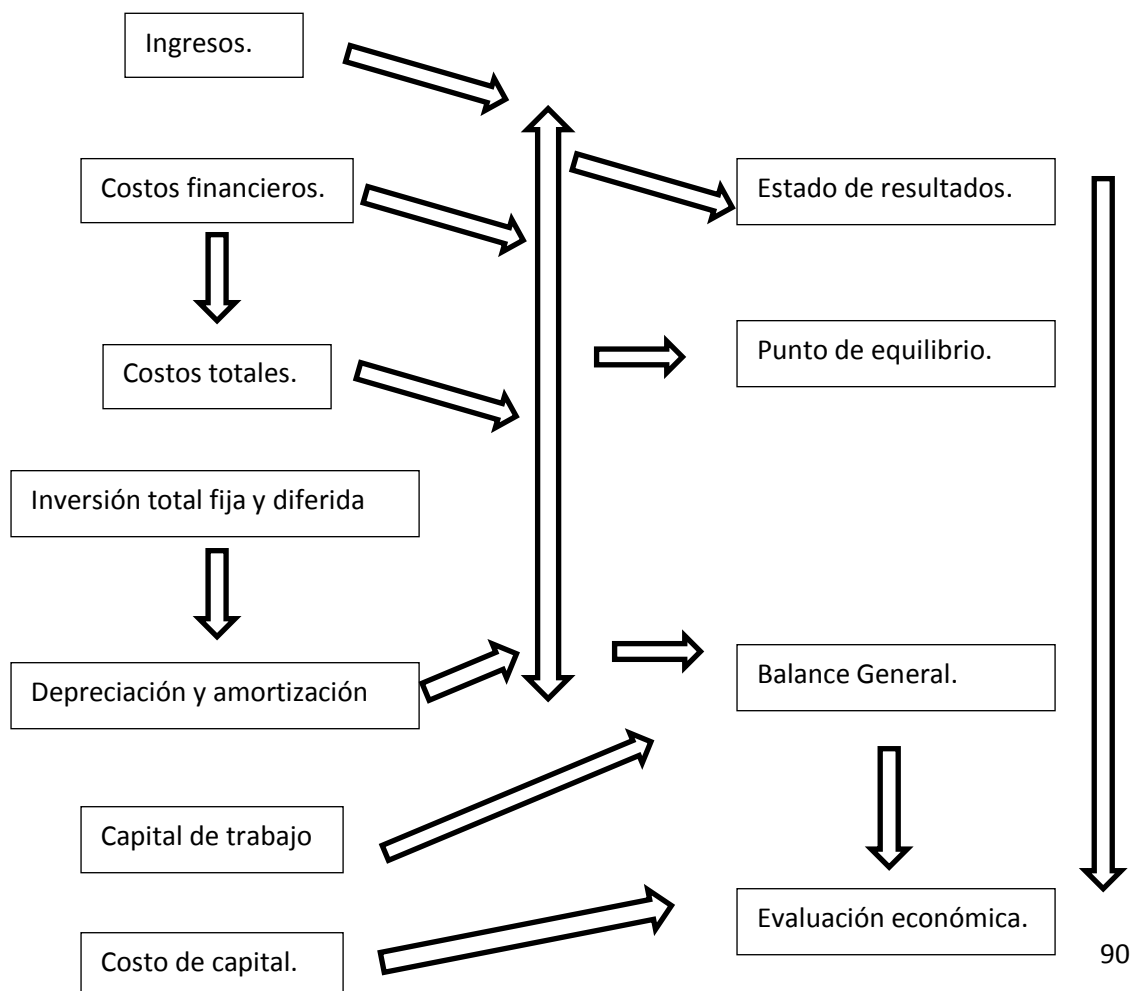 Ingresos.
Costos financieros.
Estado de resultados.
Costos totales.
Punto de equilibrio.
Inversión total fija y diferida
Depreciación y amortización
Balance General.
Capital de trabajo
Evaluación económica.
Costo de capital.
90